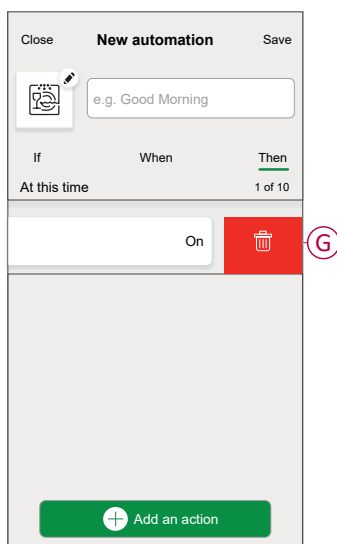 Close New automation Save
e.g. Good Morning
If When Then
At this time 1 of 10
On
G
Add an action